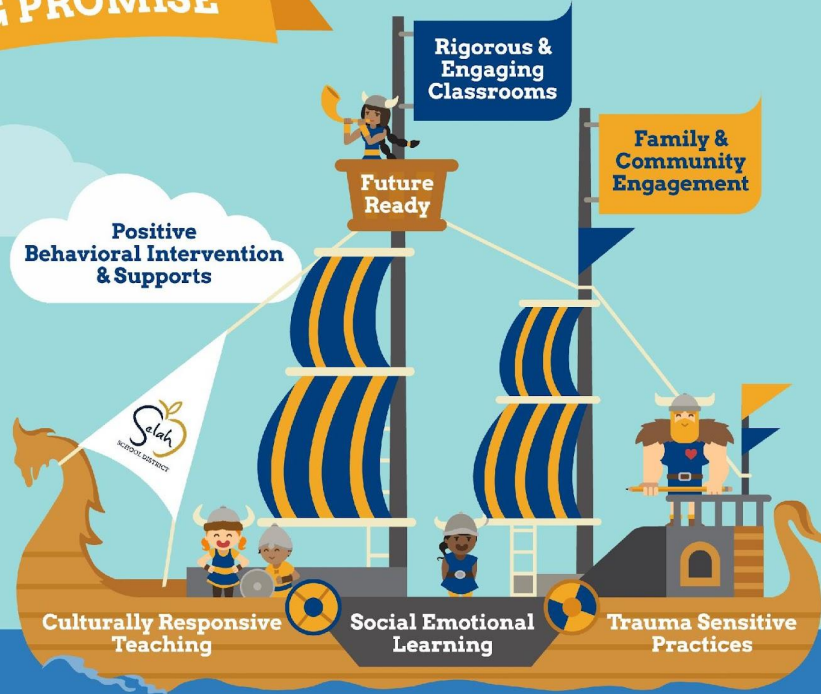 G PROMISE
Rigorous &
Engaging
Classrooms
Family &
Community
Engagement
Future
Ready
Positive
Behavioral Intervention
& Supports
Selah
SCHOOL DISTRICT
Culturally Responsive
Teaching
Social Emotional
Learning
Trauma Sensitive
Practices